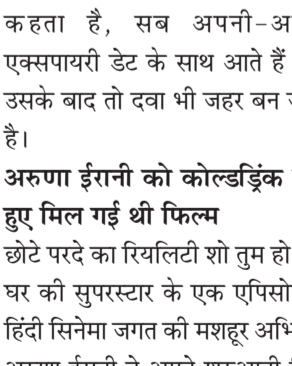 कहता है, सब अपनी-अ
एक्सपायरी डेट के साथ आते हैं
उसके बाद तो दवा भी जहर बन
है।
अरुणा ईरानी को कोल्डड्रिंक
हुए मिल गई थी फिल्म
छोटे परदे का रियलिटी शो तुम हो
घर की सुपरस्टार के एक एपिसो
हिंदी सिनेमा जगत की मशहूर अभि